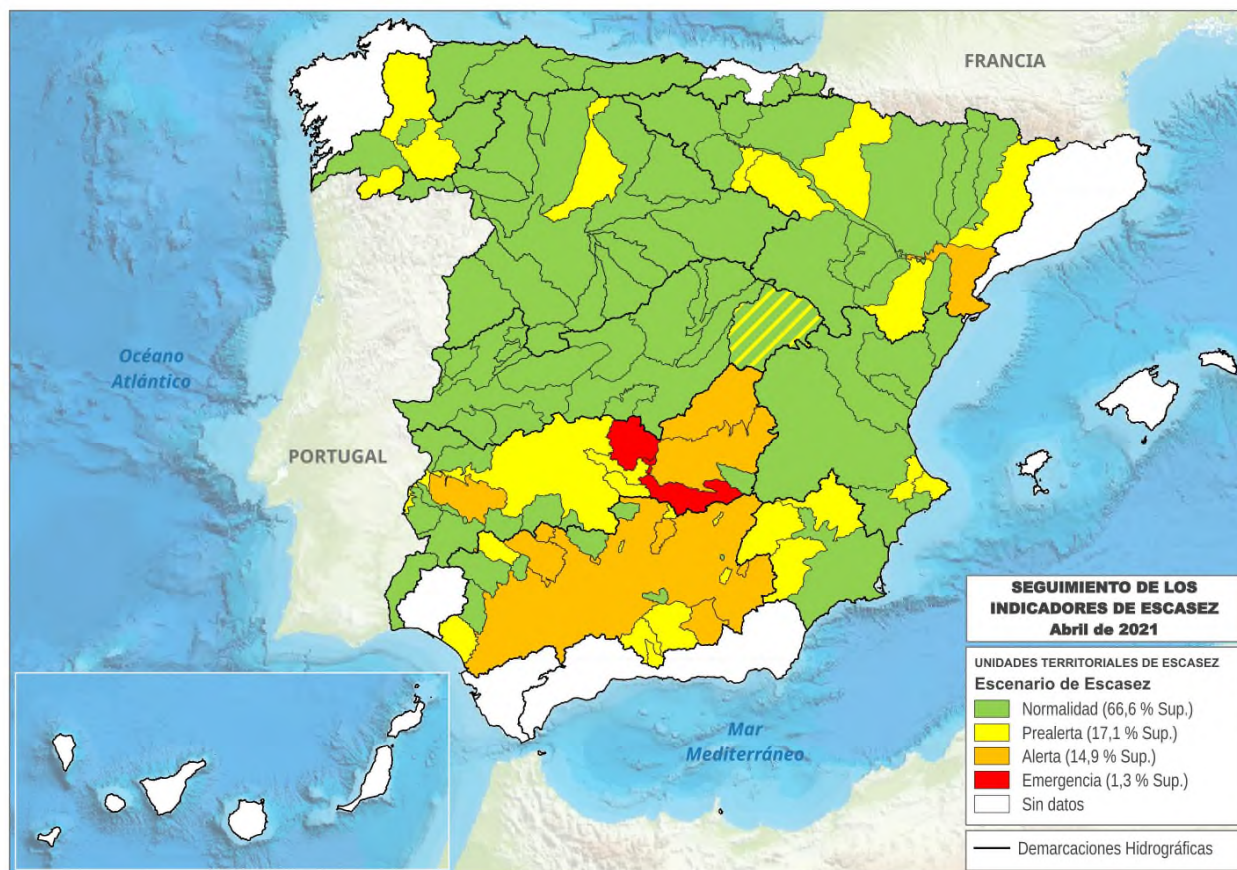 FRANCIA
Océano
Atlántico
PORTUGAL
Mar
Mediterráneo
SEGUIMIENTO DE LOS
INDICADORES DE ESCASEZ
Abril de 2021
UNIDADES TERRITORIALES DE ESCASEZ
Escenario de Escasez
Normalidad (66,6 % Sup.)
Prealerta (17,1 % Sup.)
Alerta (14,9 % Sup.)
Emergencia (1,3 % Sup.)
Sin datos
Demarcaciones Hidrográficas